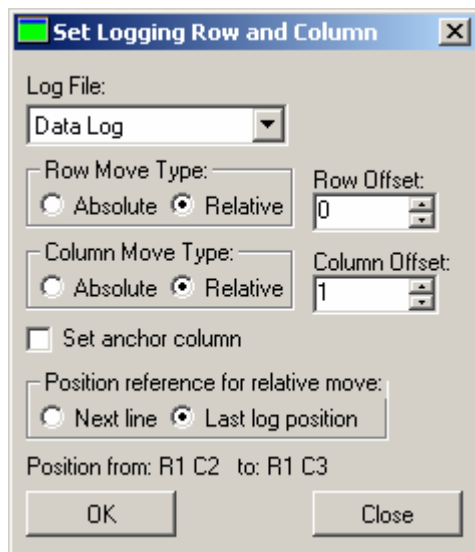 Set Logging Row and Column
Log File:
Data Log
Row Move Type:
Absolute Relative
Row Offset:
0
Column Move Type:
Absolute Relative
Column Offset:
1
Set anchor column
Position reference for relative move:
Next line Last log position
Position from: R1 C2 to: R1 C3
OK Close